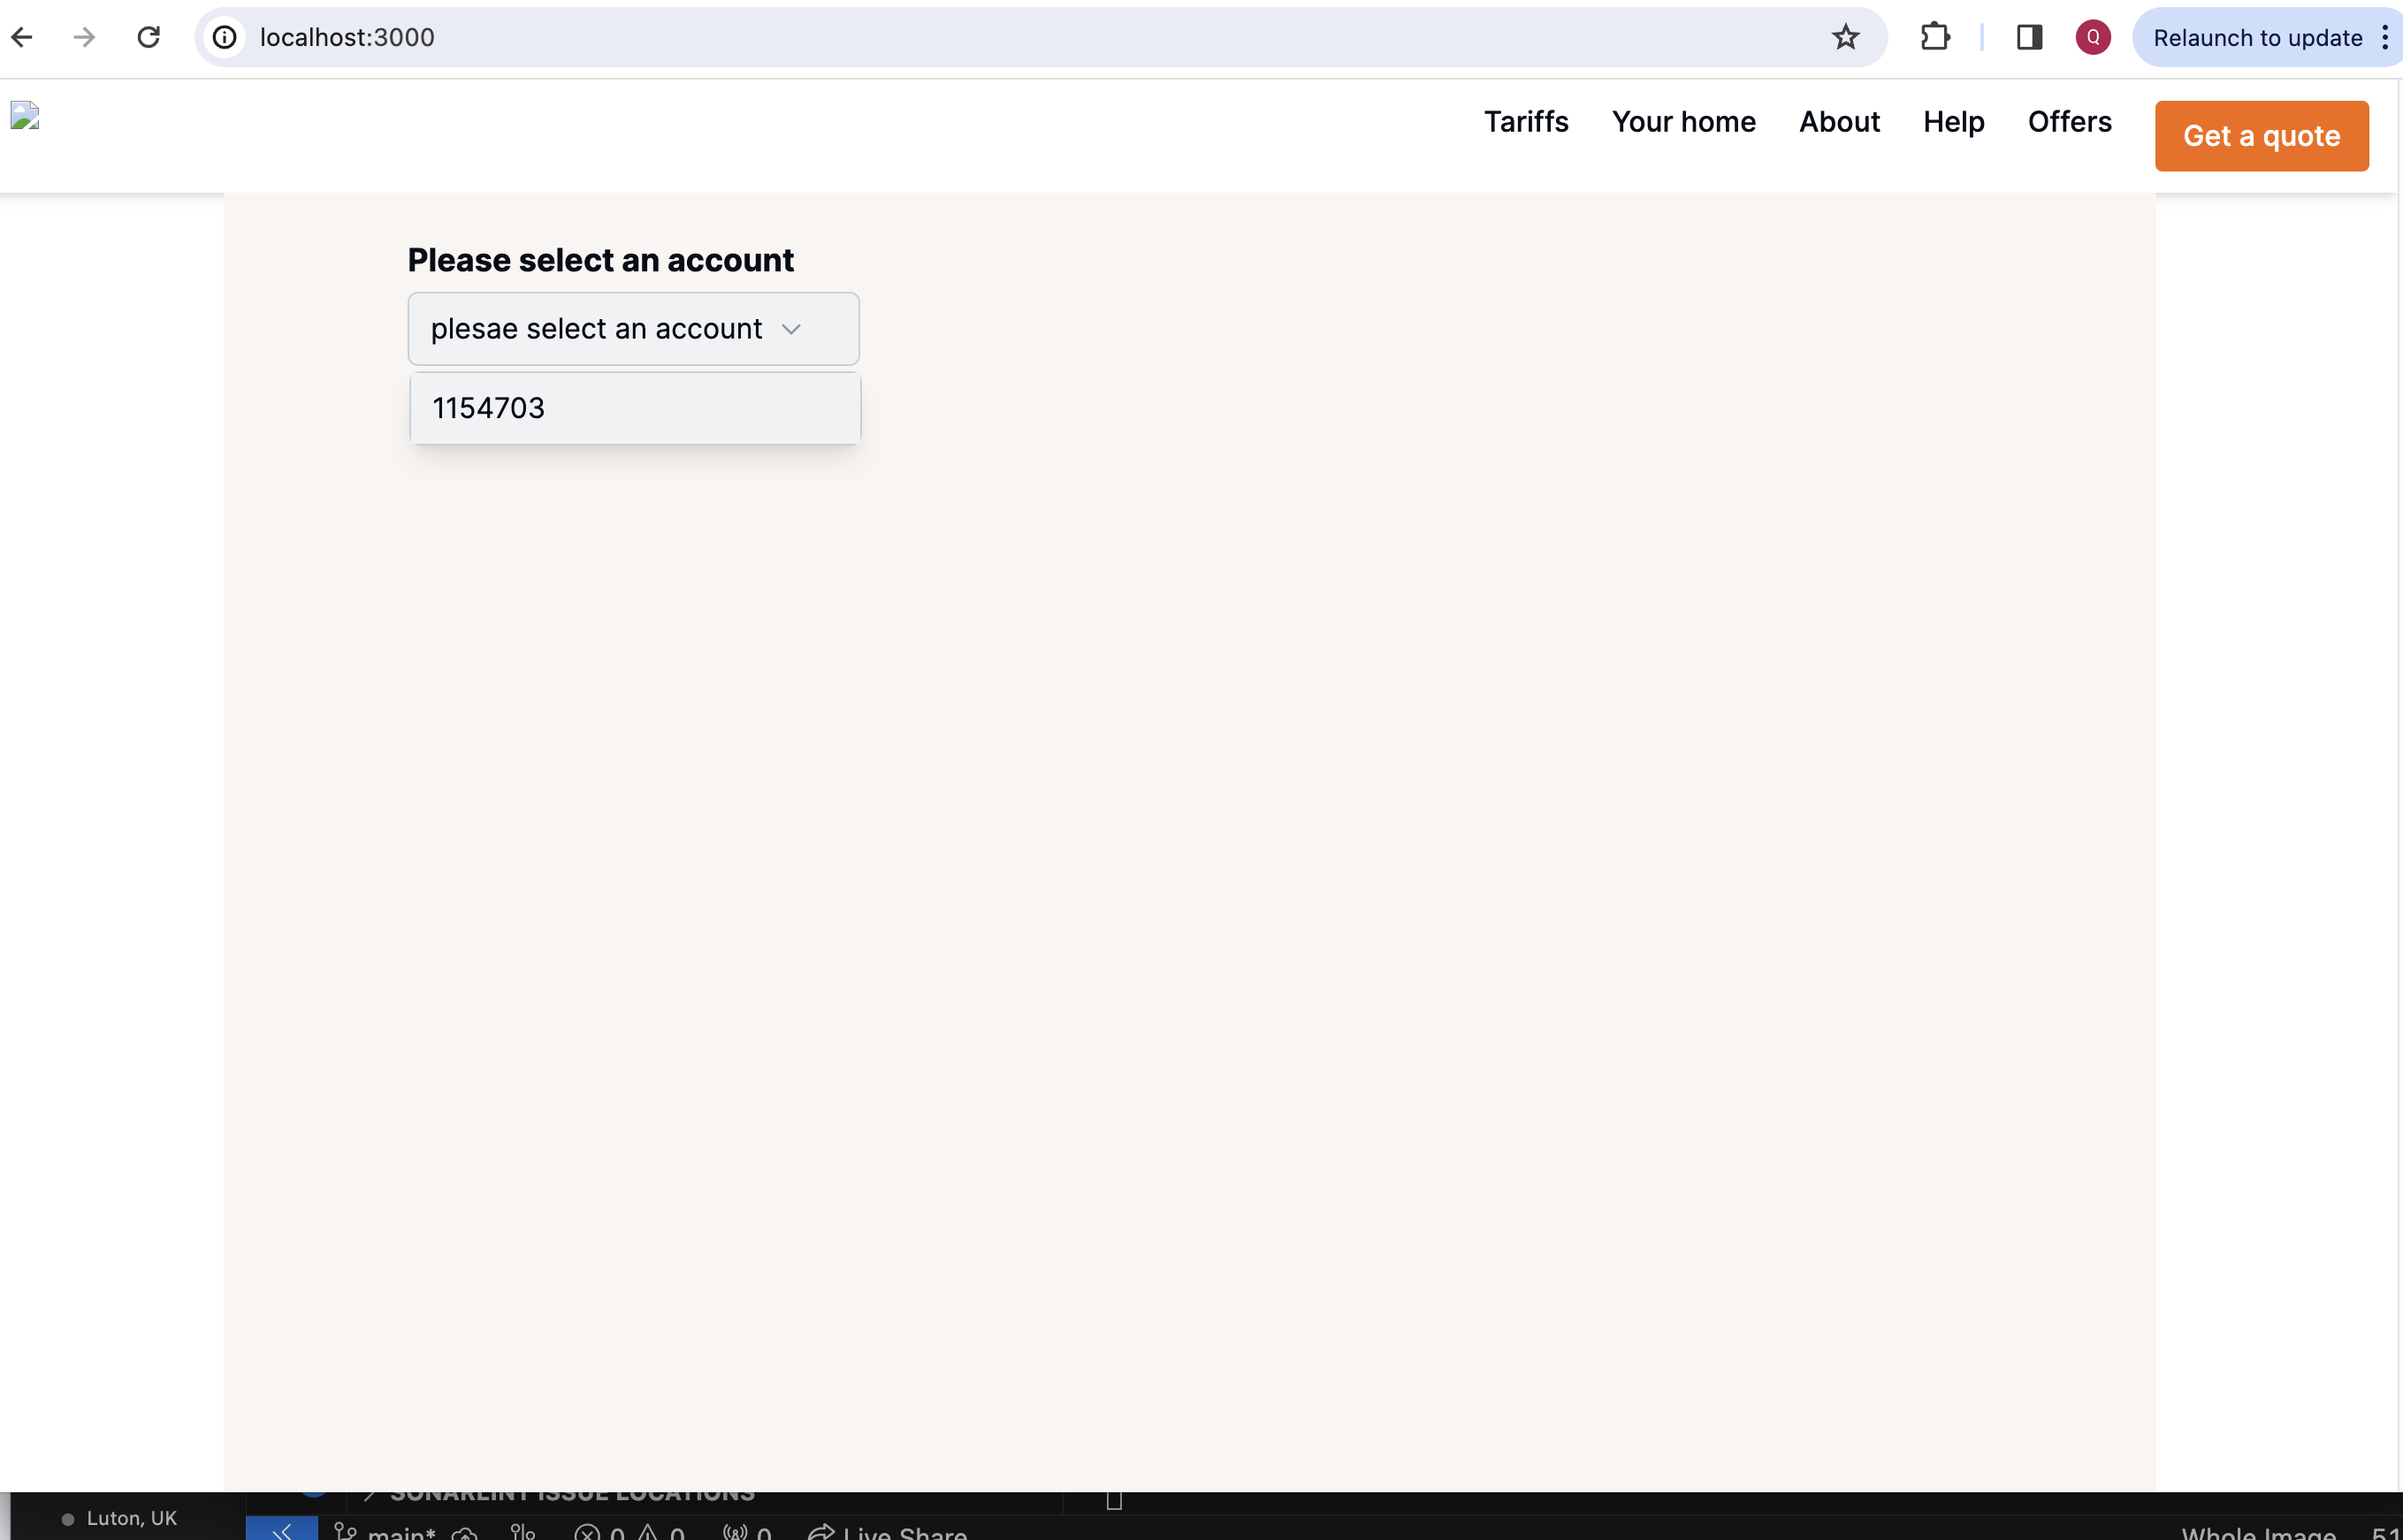 localhost:3000
Q
Relaunch to update
Tariffs Your home About Help Offers Get a quote
Please select an account
plesae select an account
1154703
SONARLINT ISSUE LOCATIONS
Luton, UK
main* 0 0 0 Live Share Whole Image